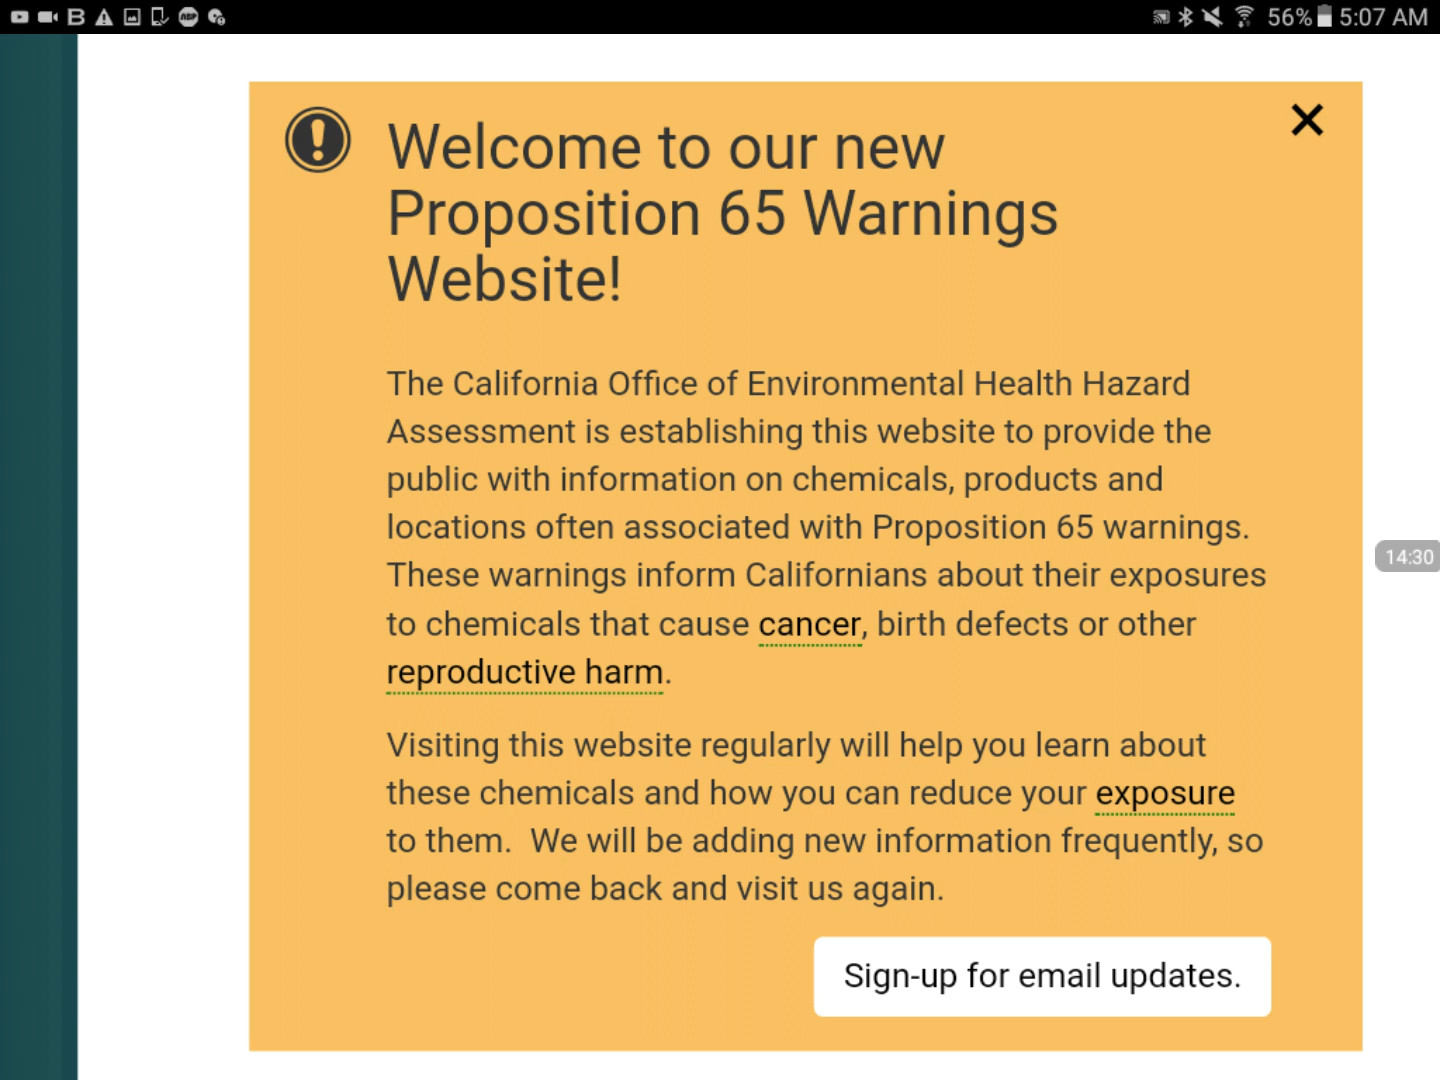 B ABP 56% 5:07 AM
Welcome to our new
Proposition 65 Warnings
Website!
The California Office of Environmental Health Hazard
Assessment is establishing this website to provide the
public with information on chemicals, products and
locations often associated with Proposition 65 warnings.
These warnings inform Californians about their exposures
to chemicals that cause cancer, birth defects or other
reproductive harm.
14:30
Visiting this website regularly will help you learn about
these chemicals and how you can reduce your exposure
to them.  We will be adding new information frequently, so
please come back and visit us again.
Sign-up for email updates.